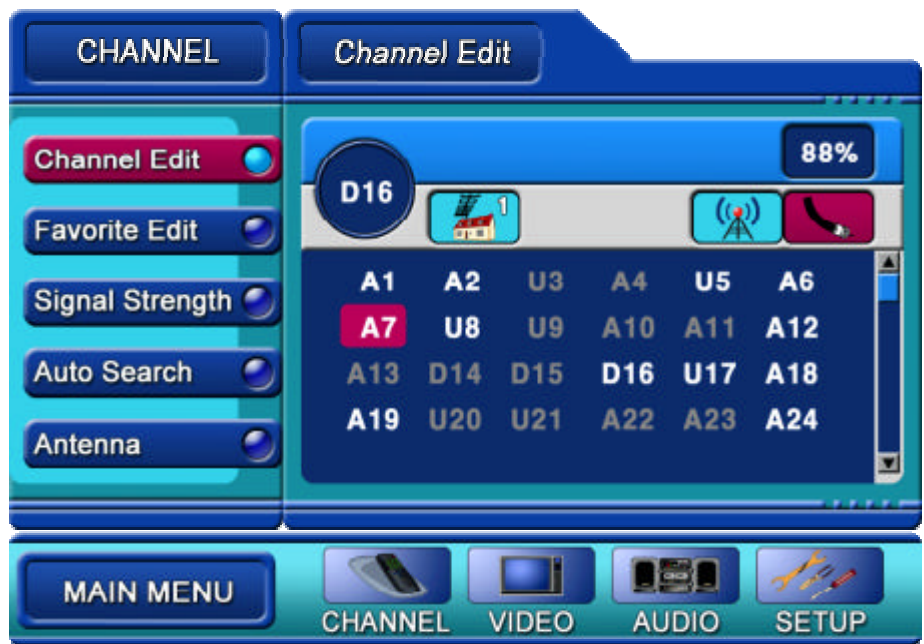 CHANNEL
Channel Edit
Channel Edit
Favorite Edit
Signal Strength
Auto Search
Antenna
88%
D16
1
A1 A2 U3 A4 U5 A6
A7 U8 U9 A10 A11 A12
A13 D14 D15 D16 U17 A18
A19 U20 U21 A22 A23 A24
MAIN MENU
CHANNEL VIDEO AUDIO SETUP